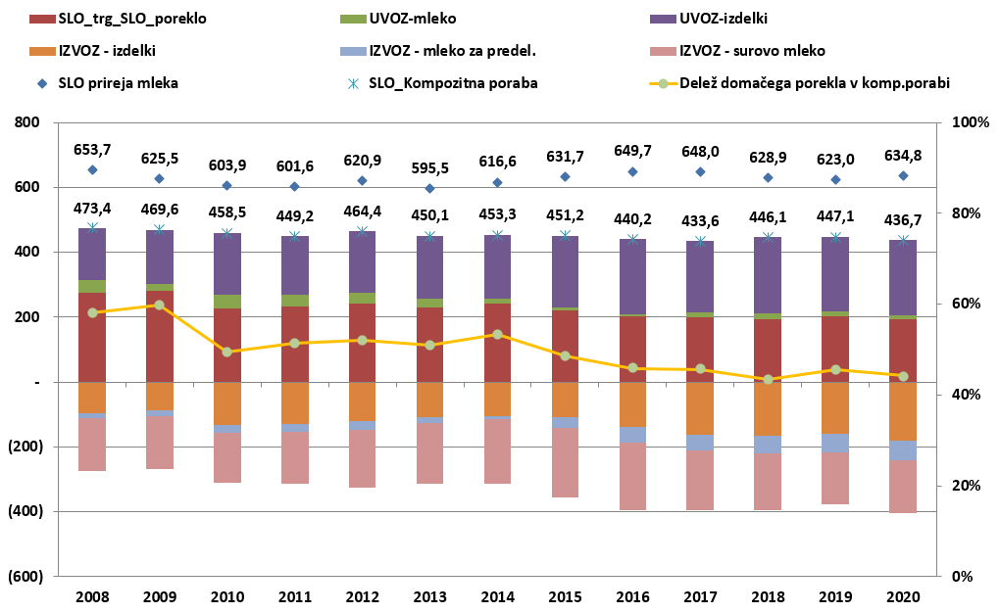 SLO_trg_SLO_poreklo UVOZ-mleko UVOZ-izdelki
IZVOZ - izdelki IZVOZ - mleko za predel. IZVOZ - surovo mleko
SLO prireja mleka SLO_Kompozitna poraba Delež domačega porekla v komp.porabi
800 100%
653,7 625,5 603,9 601,6 620,9 595,5 616,6 631,7 649,7 648,0 628,9 623,0 634,8
600
80%
473,4 469,6 458,5 449,2 464,4 450,1 453,3 451,2 440,2 433,6 446,1 447,1 436,7
400
200 60%
-
40%
(200)
20%
(400)
(600) 0%
2008 2009 2010 2011 2012 2013 2014 2015 2016 2017 2018 2019 2020